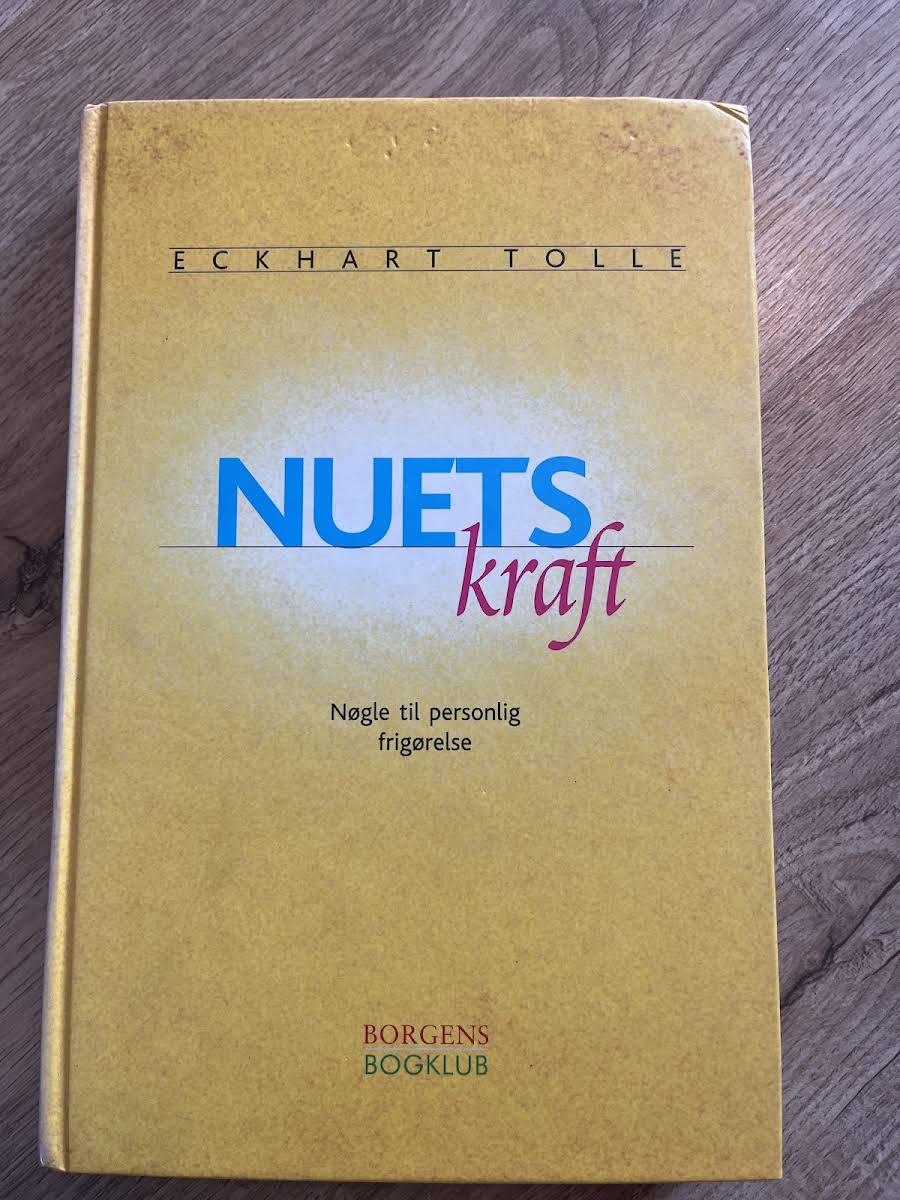 ECKHART TOLLE
NUETS
kraft
Nøgle til personlig
frigørelse
BORGENS
BOGKLUB